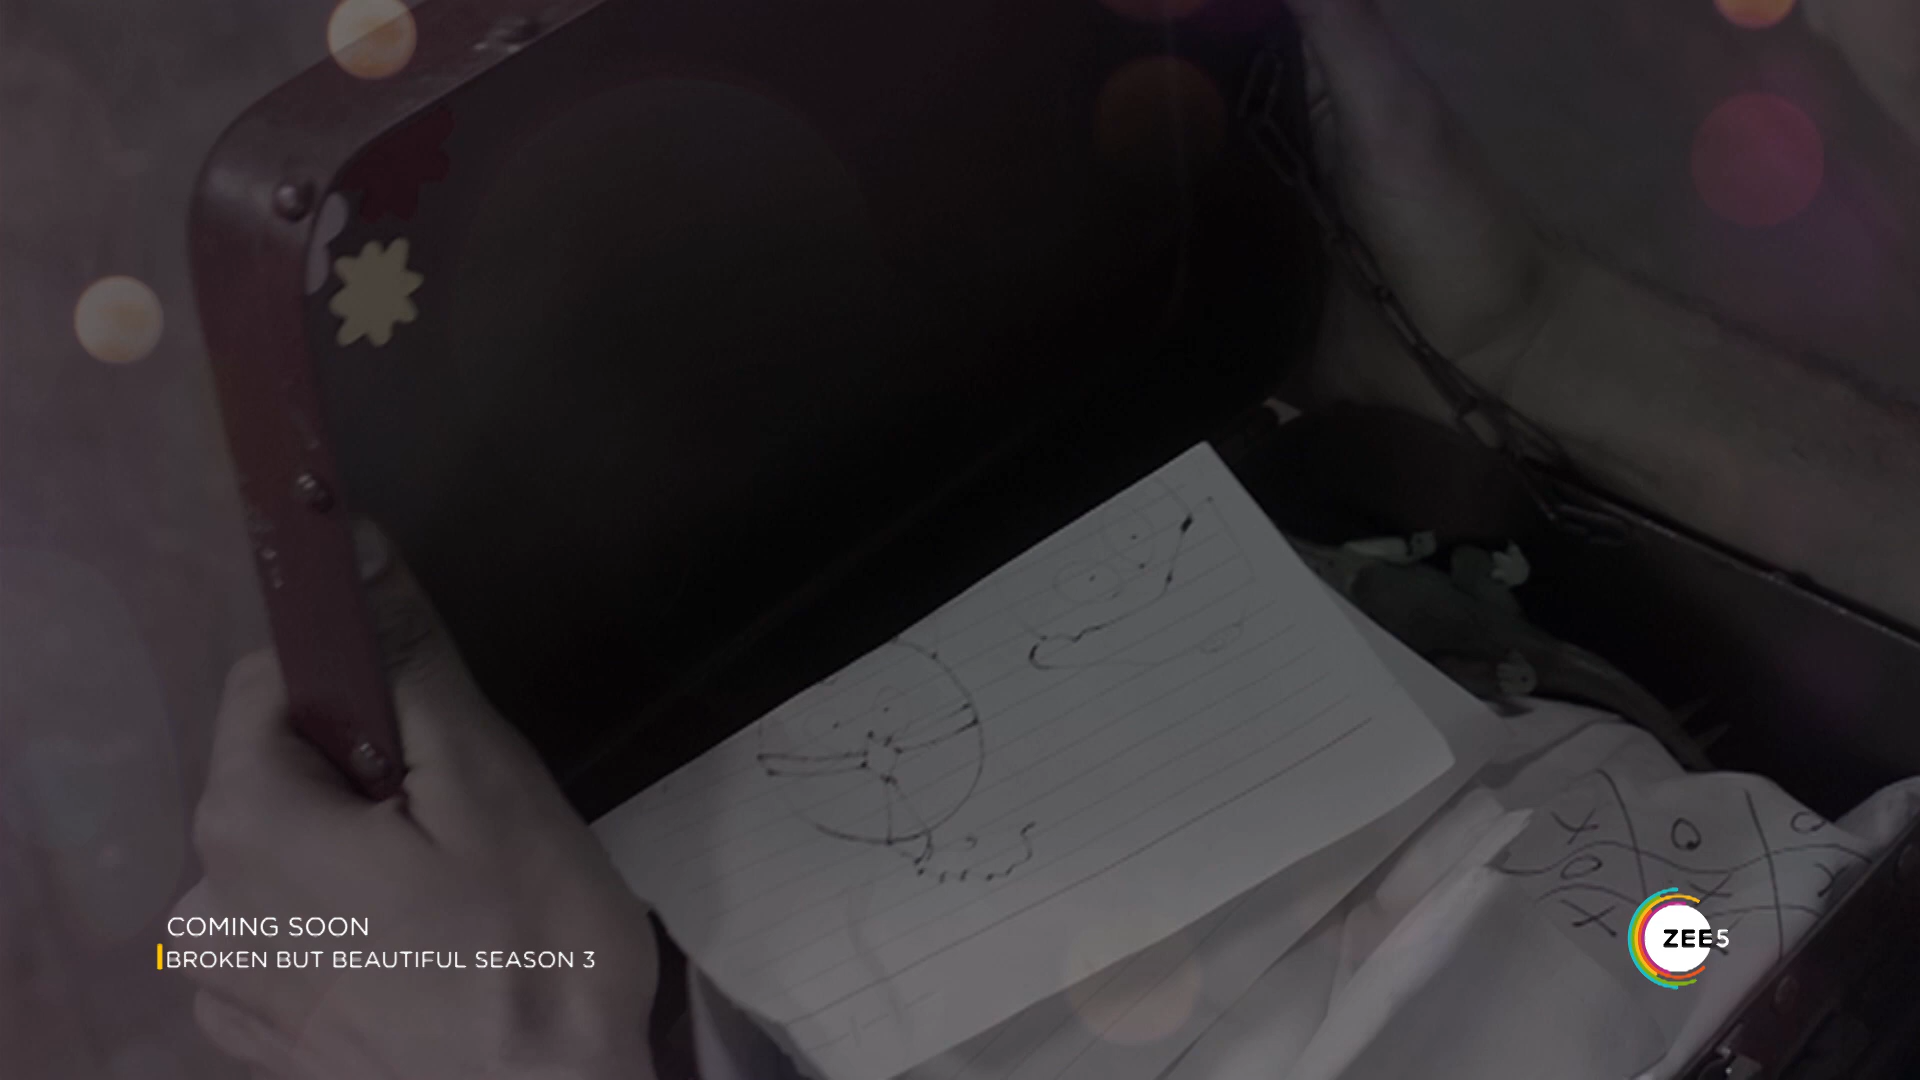 COMING SOON
BROKEN BUT BEAUTIFUL SEASON 3
ZEE5
X O O
O X
X